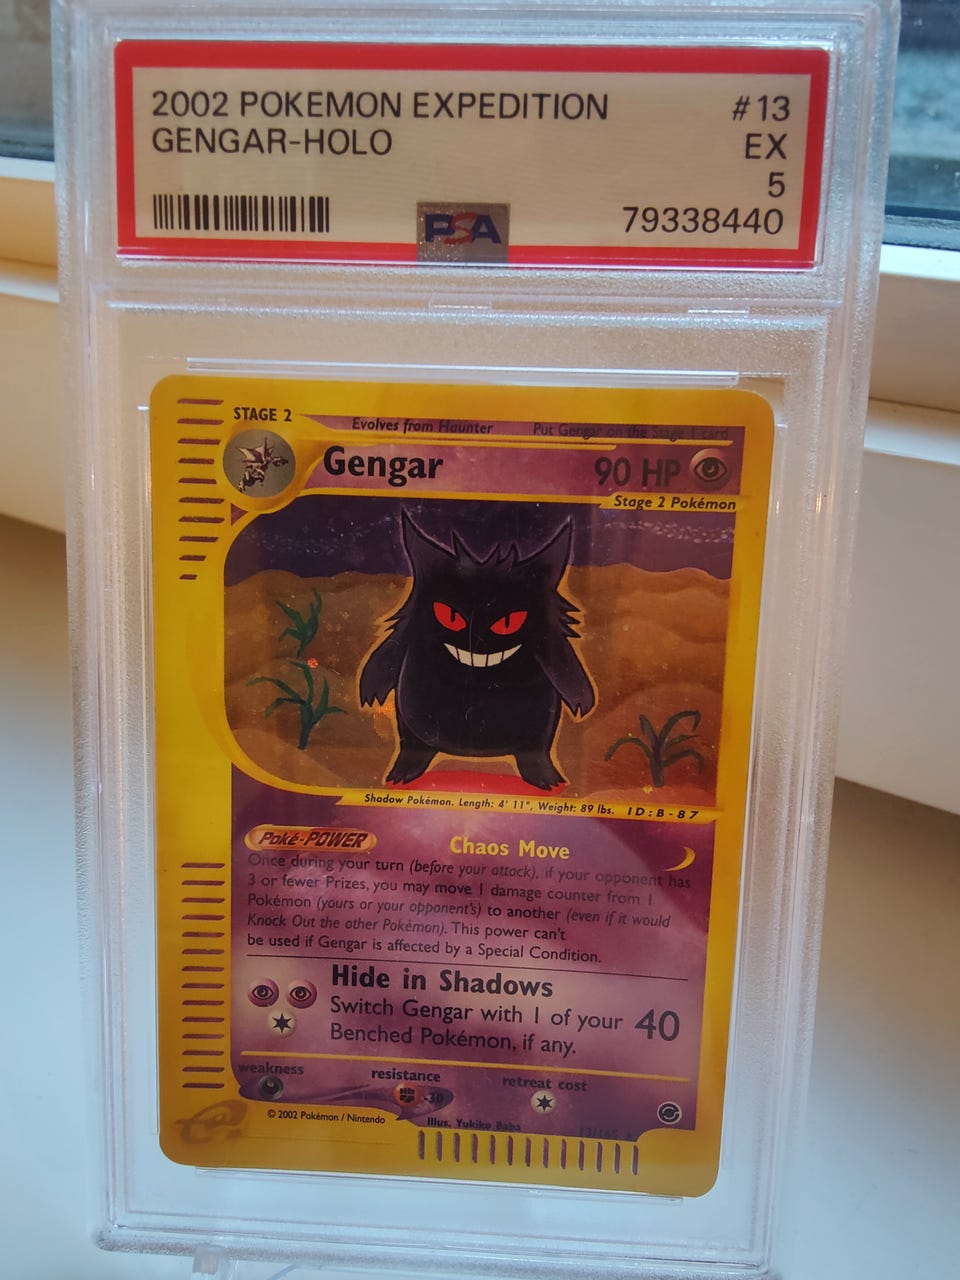 2002 POKEMON EXPEDITION #13
GENGAR-HOLO EX
5
79338440
PSA
STAGE 2 Evolves from Haunter Put Gengar on the Stage 1 card
Gengar 90 HP
Stage 2 Pokémon
Shadow Pokémon. Length: 4' 11", Weight: 89 lbs. ID:B-87
Poké-POWER Chaos Move
Once during your turn (before your attack), if your opponent has
3 or fewer Prizes, you may move 1 damage counter from 1
Pokémon (yours or your opponent's) to another (even if it would
Knock Out the other Pokémon). This power can't
be used if Gengar is affected by a Special Condition.
Hide in Shadows
Switch Gengar with 1 of your 40
Benched Pokémon, if any.
weakness resistance retreat cost
-30
© 2002 Pokémon / Nintendo Illus. Yukiko Baba 13/165